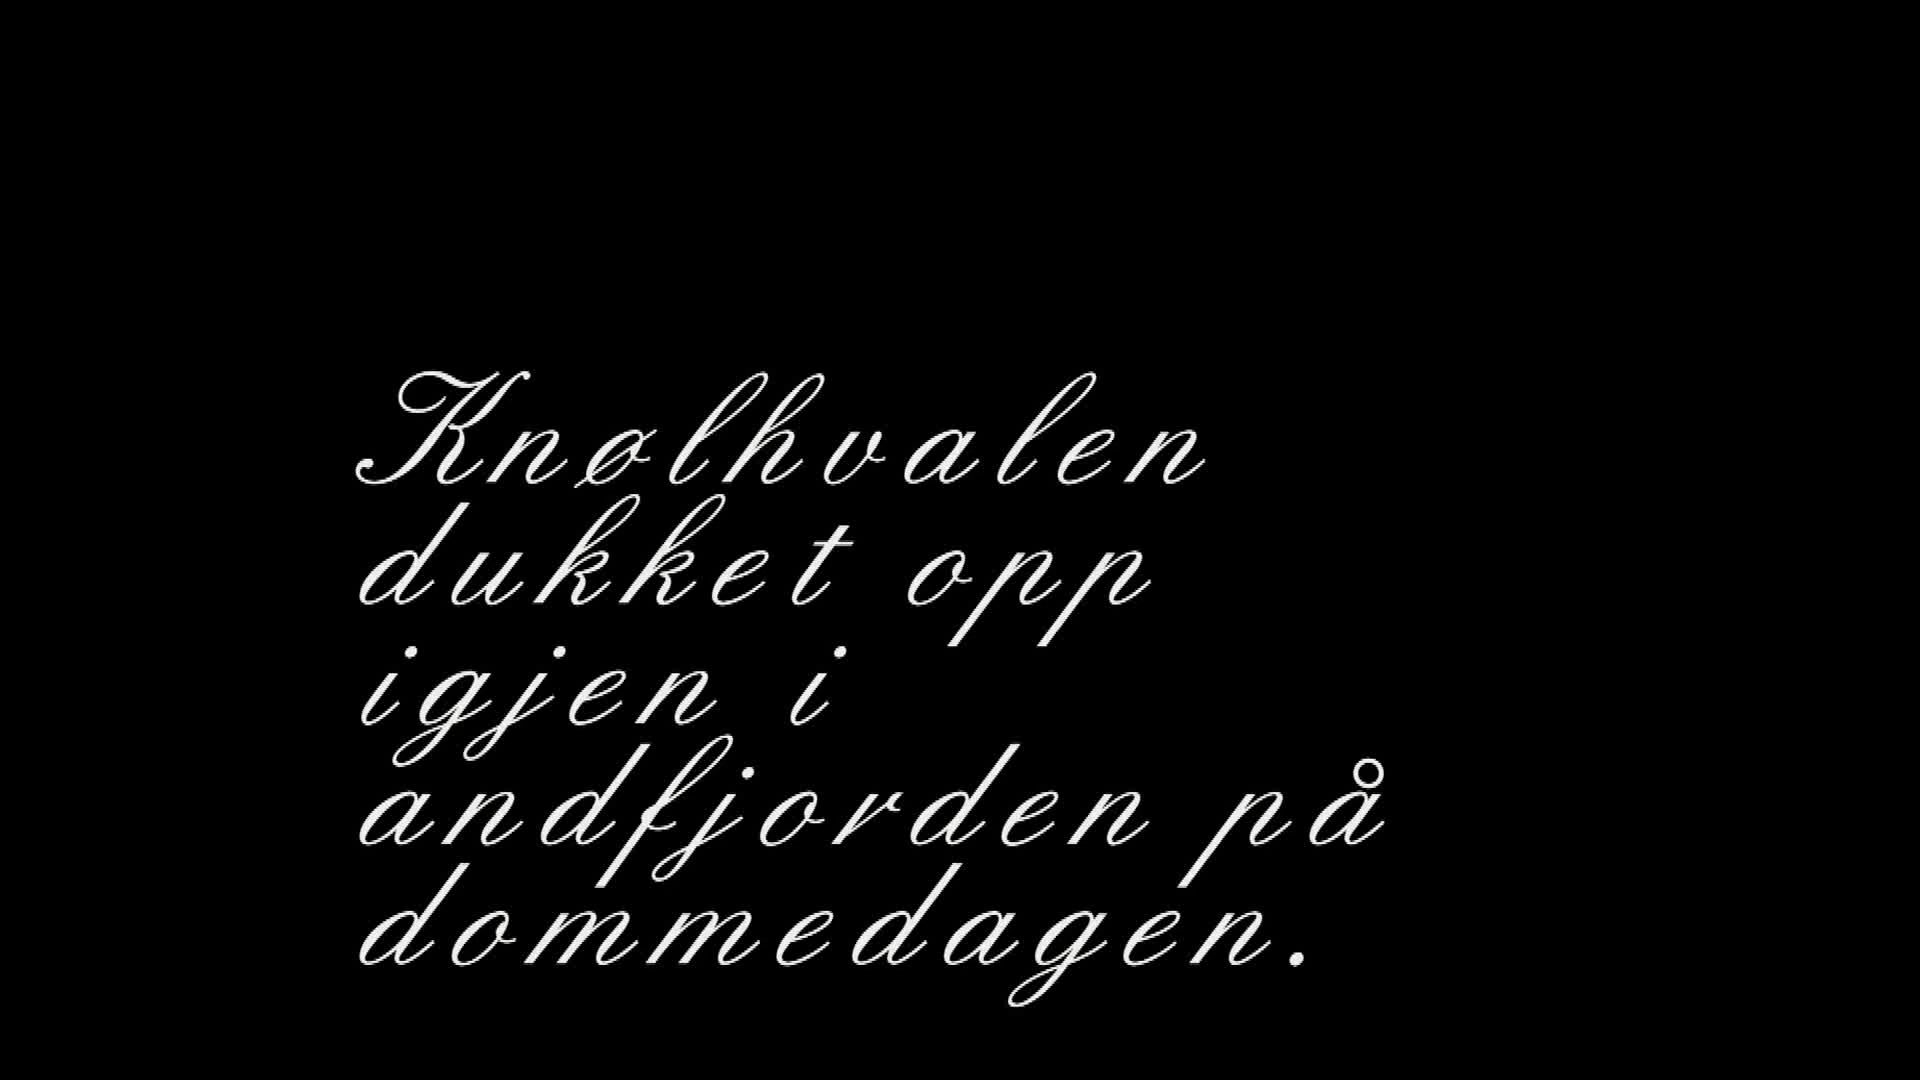 Knølhvalen
dukket opp
igjen i
andfjorden på
dommedagen.